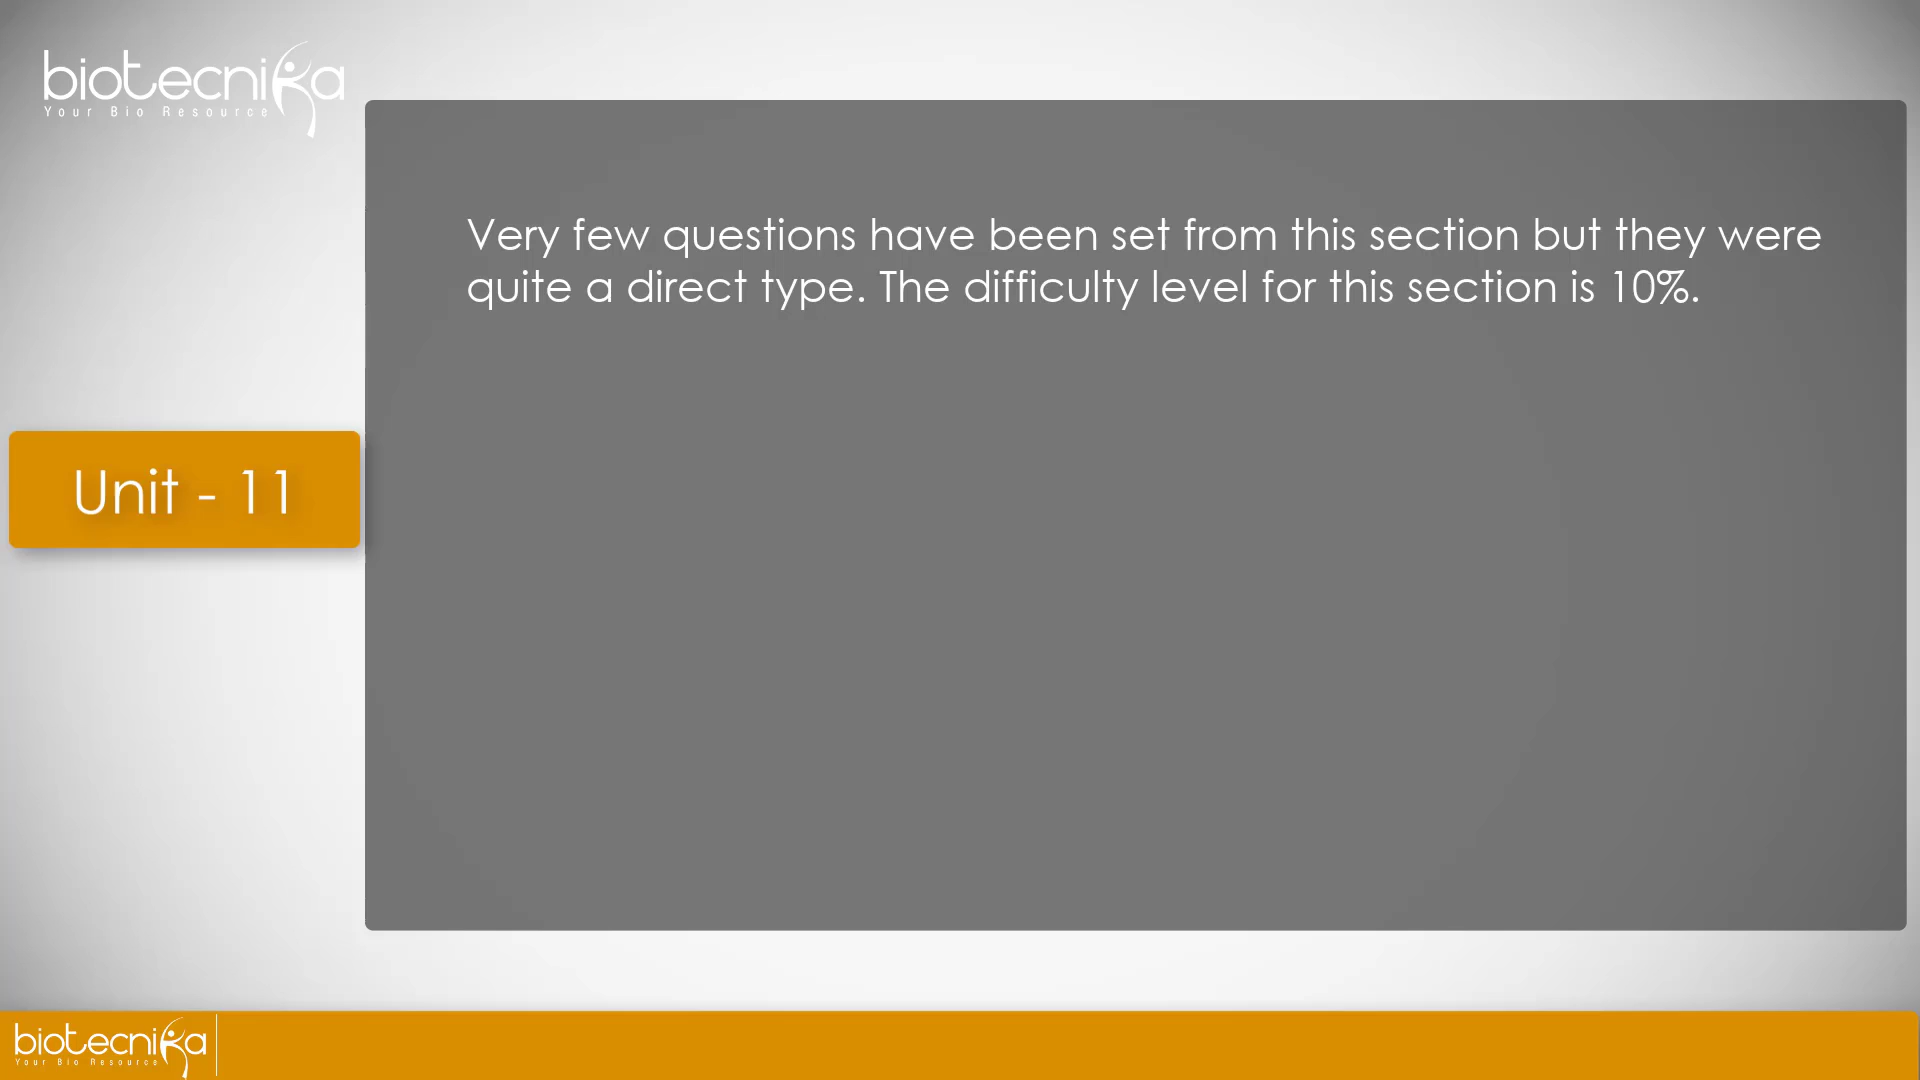 biotecnika
Your Bio Resource
Very few questions have been set from this section but they were
quite a direct type. The difficulty level for this section is 10%.
Unit - 11
biotecnika
Your Bio Resource